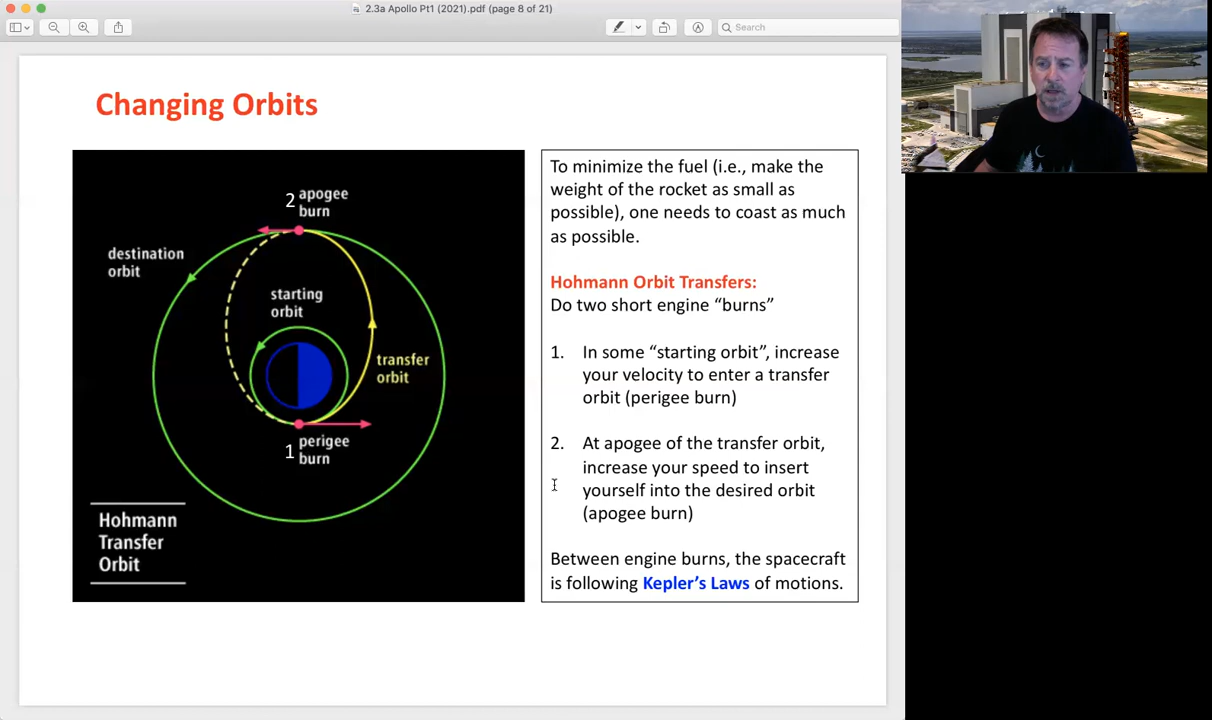 2.3a Apollo Pt1 (2021).pdf (page 8 of 21)
Search
Changing Orbits
2 apogee
burn
destination
orbit
starting
orbit
transfer
orbit
1 perigee
burn
Hohmann
Transfer
Orbit
To minimize the fuel (i.e., make the
weight of the rocket as small as
possible), one needs to coast as much
as possible.
Hohmann Orbit Transfers:
Do two short engine “burns”
1. In some “starting orbit”, increase
your velocity to enter a transfer
orbit (perigee burn)
2. At apogee of the transfer orbit,
increase your speed to insert
yourself into the desired orbit
(apogee burn)
Between engine burns, the spacecraft
is following Kepler’s Laws of motions.